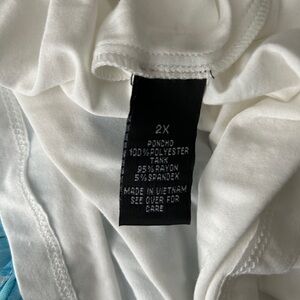 2X
PONCHO
100%POLYESTER
TANK
95%RAYON
5%SPANDEX
MADE IN VIETNAM
SEE OVER FOR
CARE